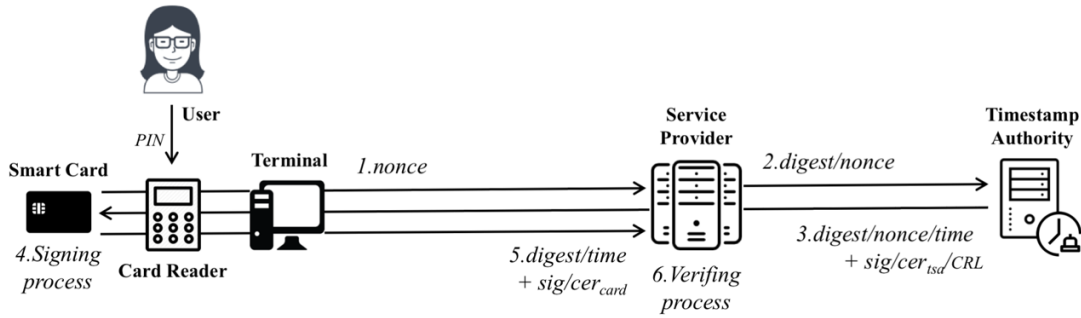 User
PIN
Smart Card
Terminal
1.nonce
Service
Provider
2.digest/nonce
Timestamp
Authority
4.Signing
process
Card Reader
5.digest/time
+ sig/cer_card
6.Verifing
process
3.digest/nonce/time
+ sig/cer_tsa/CRL